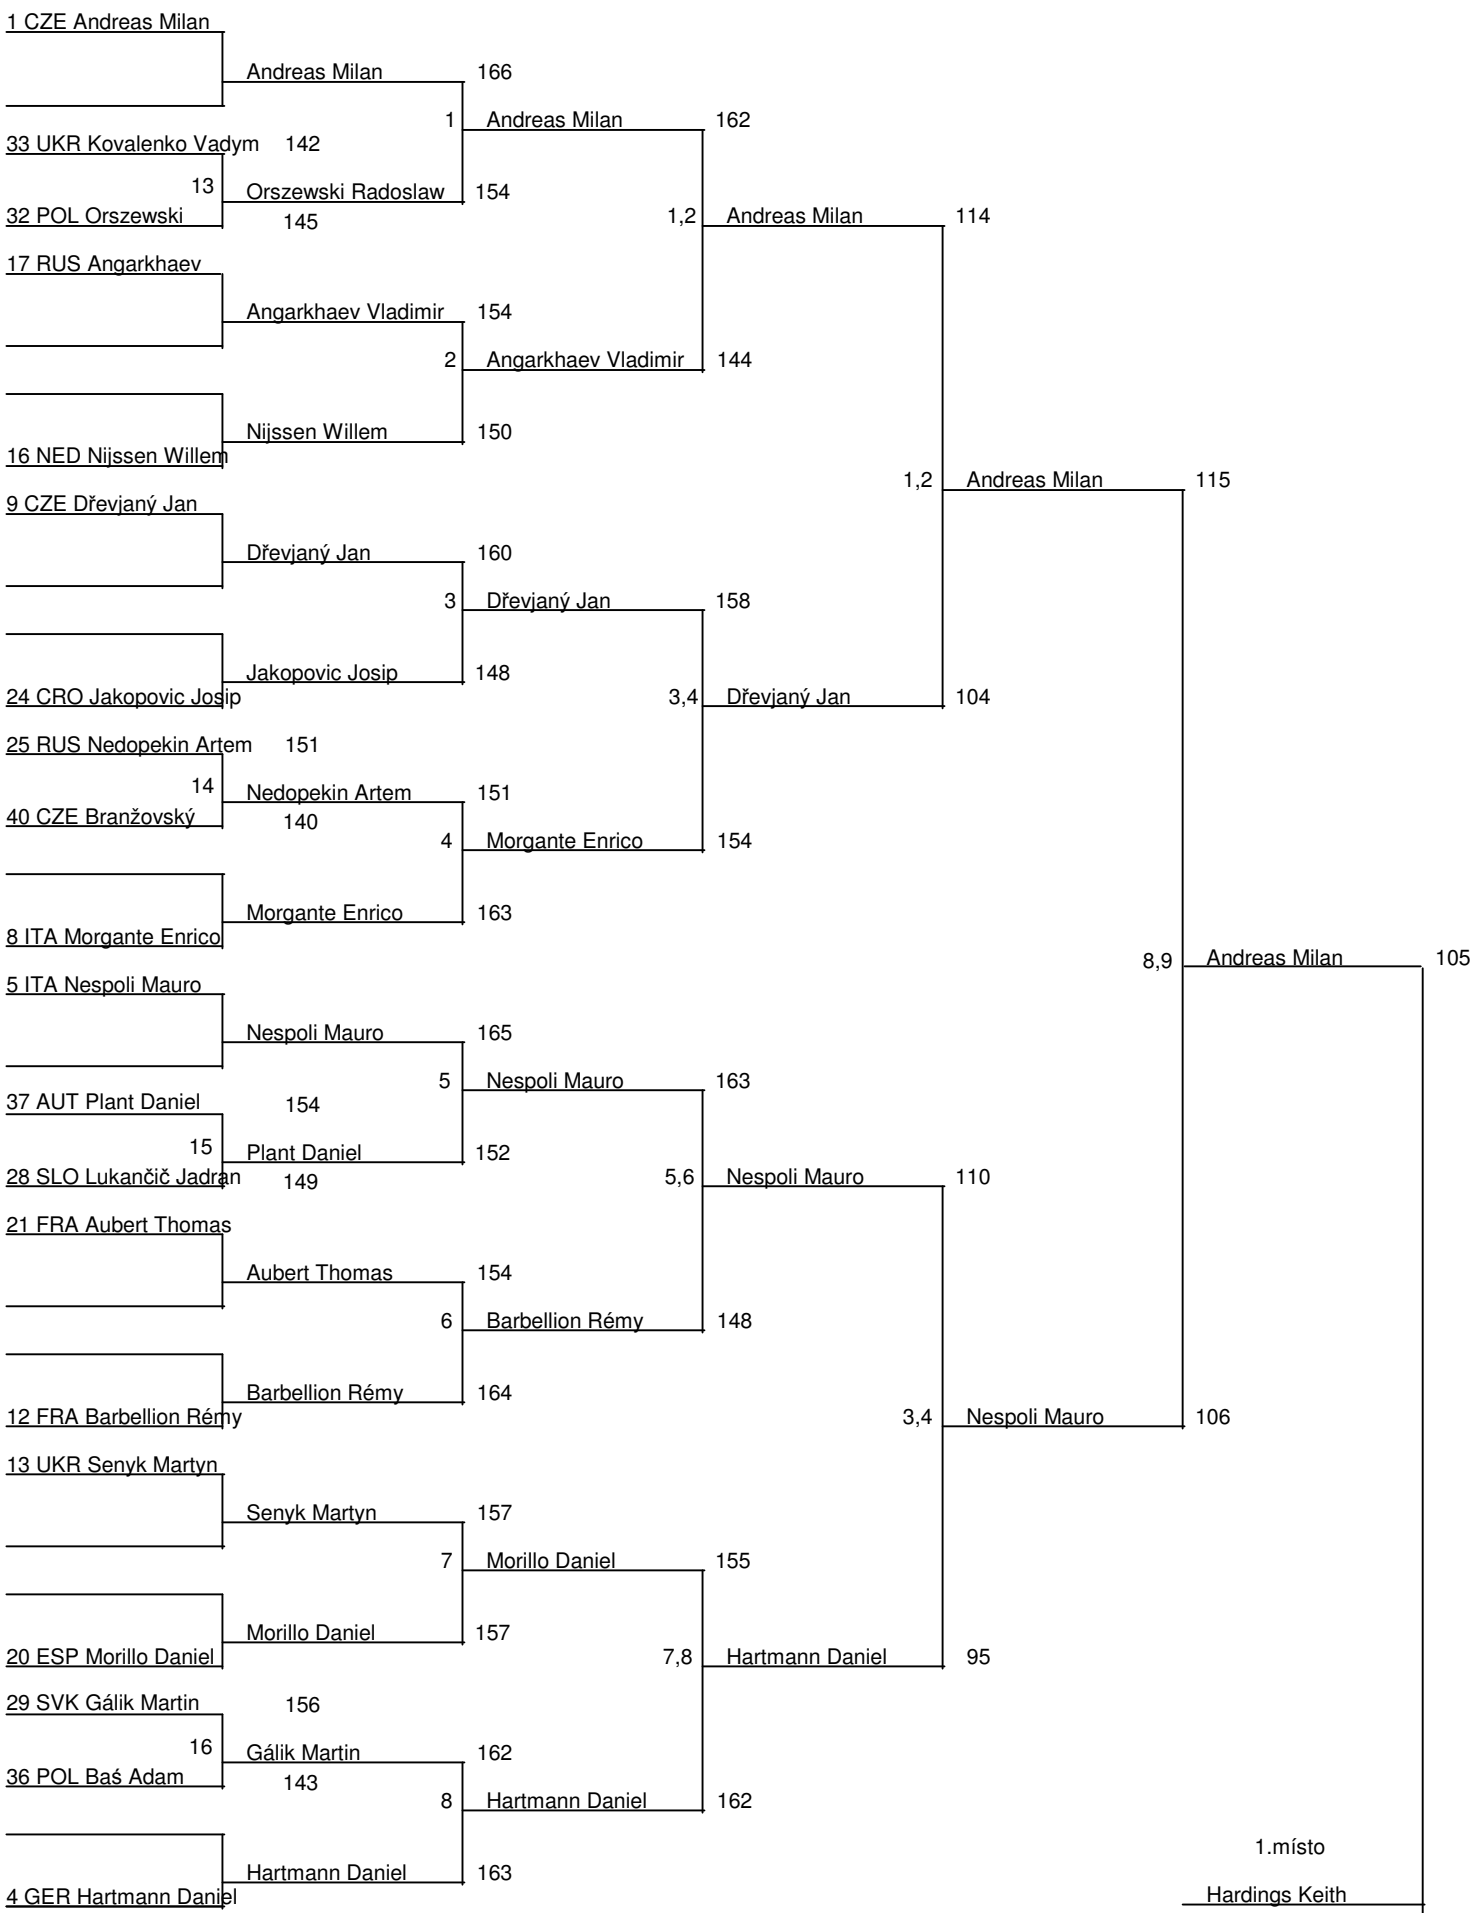 1 CZE Andreas Milan
Andreas Milan 166
1 Andreas Milan 162
33 UKR Kovalenko Vadym 142
13 Orszewski Radoslaw 154
32 POL Orszewski 145
1,2 Andreas Milan 114
17 RUS Angarkhaev
Angarkhaev Vladimir 154
2 Angarkhaev Vladimir 144
Nijssen Willem 150
16 NED Nijssen Willem
1,2 Andreas Milan 115
9 CZE Dřevjaný Jan
Dřevjaný Jan 160
3 Dřevjaný Jan 158
Jakopovic Josip 148
24 CRO Jakopovic Josip
3,4 Dřevjaný Jan 104
25 RUS Nedopekin Artem 151
14 Nedopekin Artem 151
40 CZE Branžovský 140
4 Morgante Enrico 154
Morgante Enrico 163
8 ITA Morgante Enrico
8,9 Andreas Milan 105
5 ITA Nespoli Mauro
Nespoli Mauro 165
5 Nespoli Mauro 163
37 AUT Plant Daniel 154
15 Plant Daniel 152
28 SLO Lukančič Jadran 149
5,6 Nespoli Mauro 110
21 FRA Aubert Thomas
Aubert Thomas 154
6 Barbellion Rémy 148
Barbellion Rémy 164
12 FRA Barbellion Rémy
3,4 Nespoli Mauro 106
13 UKR Senyk Martyn
Senyk Martyn 157
7 Morillo Daniel 155
Morillo Daniel 157
20 ESP Morillo Daniel
7,8 Hartmann Daniel 95
29 SVK Gálik Martin 156
16 Gálik Martin 162
36 POL Baś Adam 143
8 Hartmann Daniel 162
1.místo
Hartmann Daniel 163
4 GER Hartmann Daniel
Hardings Keith